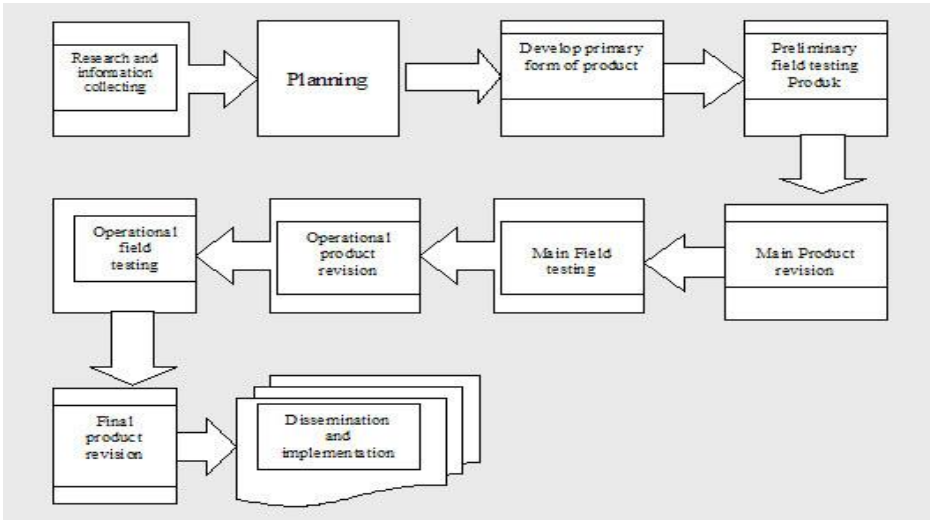 Research and
information
collecting
Planning
Develop primary
form of product
Preliminary
field testing
Produk
Operational
field
testing
Operational
product
revision
Main Field
testing
Main Product
revision
Final
product
revision
Dissemination
and
implementation